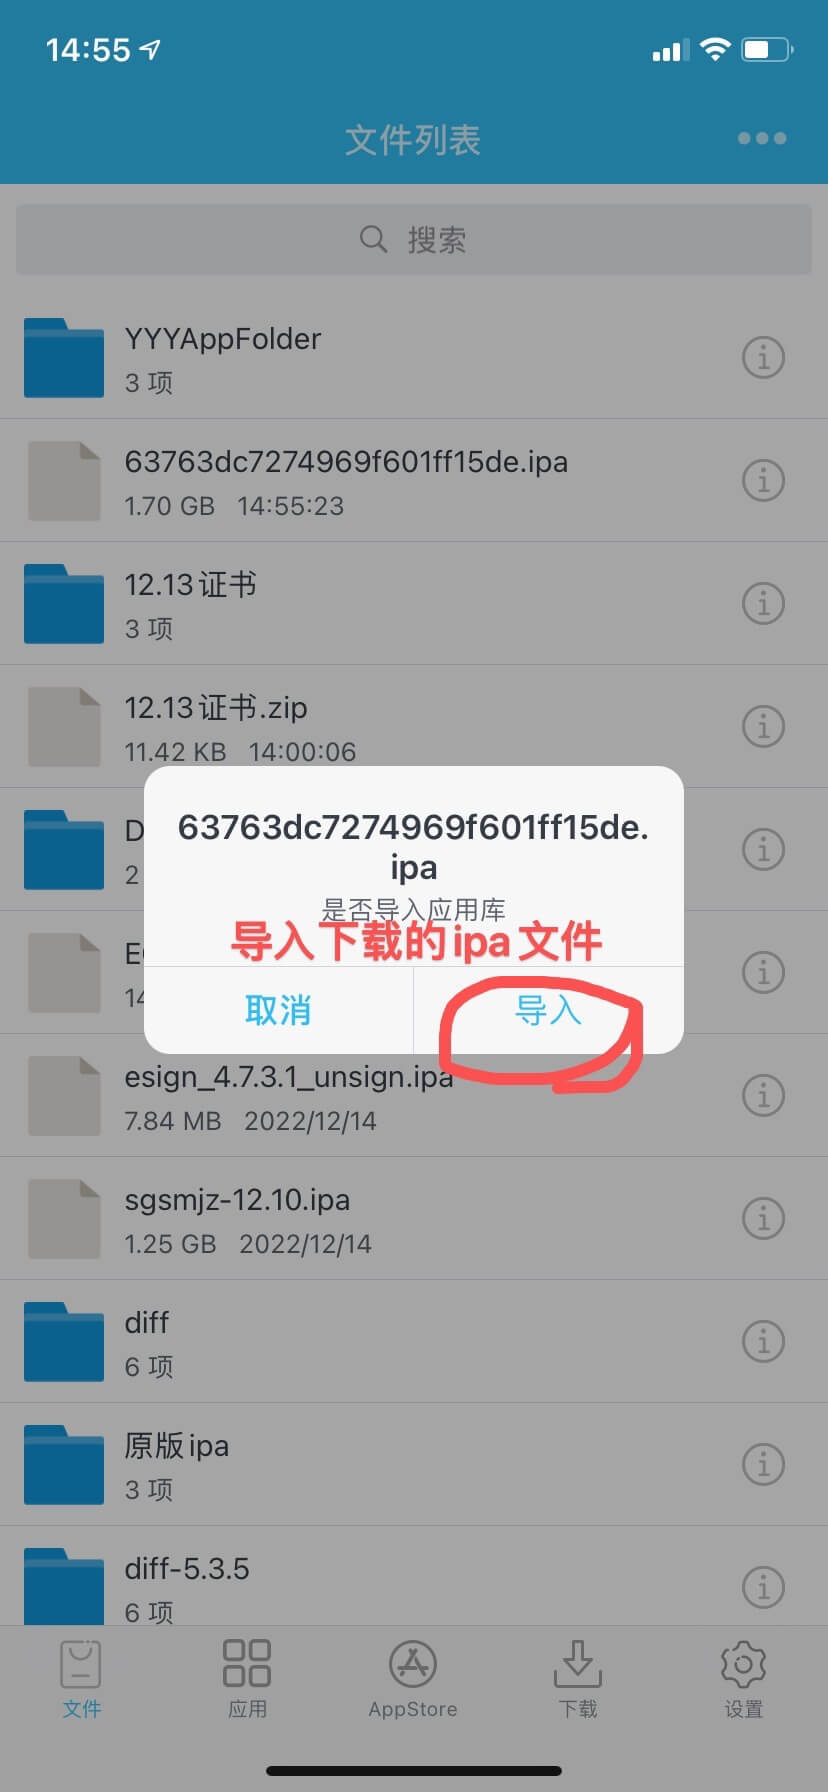 14:55
文件列表
搜索
YYYAppFolder
3 项
63763dc7274969f601ff15de.ipa
1.70 GB 14:55:23
12.13证书
3 项
12.13证书.zip
11.42 KB 14:00:06
D
2
63763dc7274969f601ff15de.
ipa
是否导入应用库
导入下载的ipa文件
取消
导入
E
14
esign_4.7.3.1_unsign.ipa
7.84 MB 2022/12/14
sgsmjz-12.10.ipa
1.25 GB 2022/12/14
diff
6 项
原版ipa
3 项
diff-5.3.5
6 项
文件
应用
AppStore
下载
设置